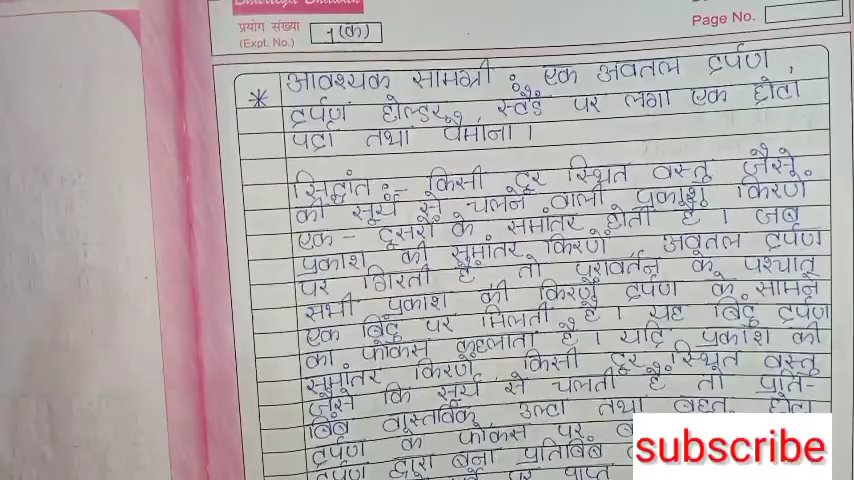 प्रयोग संख्या
(Expt. No.) 1(क)
Page No.
* आवश्यक सामग्री : एक अवतल दर्पण,
दर्पण होल्डर, स्टैंड पर लगा एक छोटा
पर्दा तथा पैमाना।
सिद्धांत :- किसी दूर स्थित वस्तु जैसे
की सूर्य से चलने वाली प्रकाश किरणें
एक - दूसरे के समांतर होती है। जब
प्रकाश की समांतर किरणें अवतल दर्पण
पर गिरती है तो परावर्तन के पश्चात्
सभी प्रकाश की किरणें दर्पण के सामने
एक बिंदु पर मिलती है। यह बिंदु दर्पण
का फोकस कहलाता है। यदि प्रकाश की
समांतर किरणें किसी दूर स्थित वस्तु
जैसे कि सूर्य से चलती है तो प्रति-
बिंब वास्तविक उल्टा तथा बहुत छोटा
दर्पण के फोकस पर
दर्पण द्वारा बना प्रतिबिंब
पर प्राप्त
subscribe